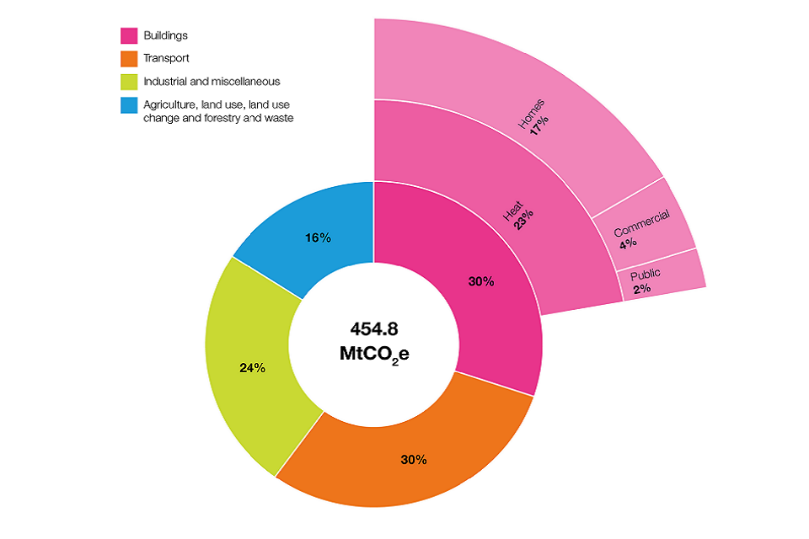 Buildings
Transport
Industrial and miscellaneous
Agriculture, land use, land use
change and forestry and waste
Homes
17%
Heat
23%
Commercial
4%
Public
2%
16%
30%
454.8
MtCO₂e
24%
30%